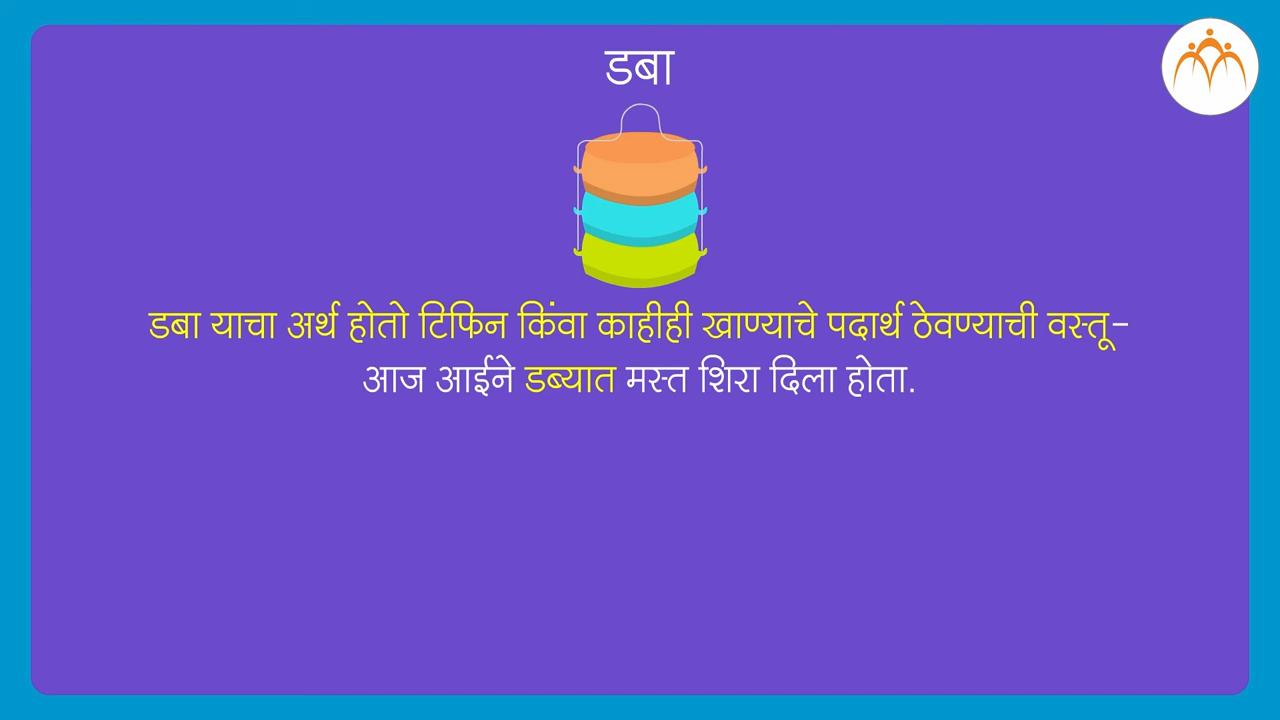 डबा
डबा याचा अर्थ होतो टिफिन किंवा काहीही खाण्याचे पदार्थ ठेवण्याची वस्तू-
आज आईने डब्यात मस्त शिरा दिला होता.